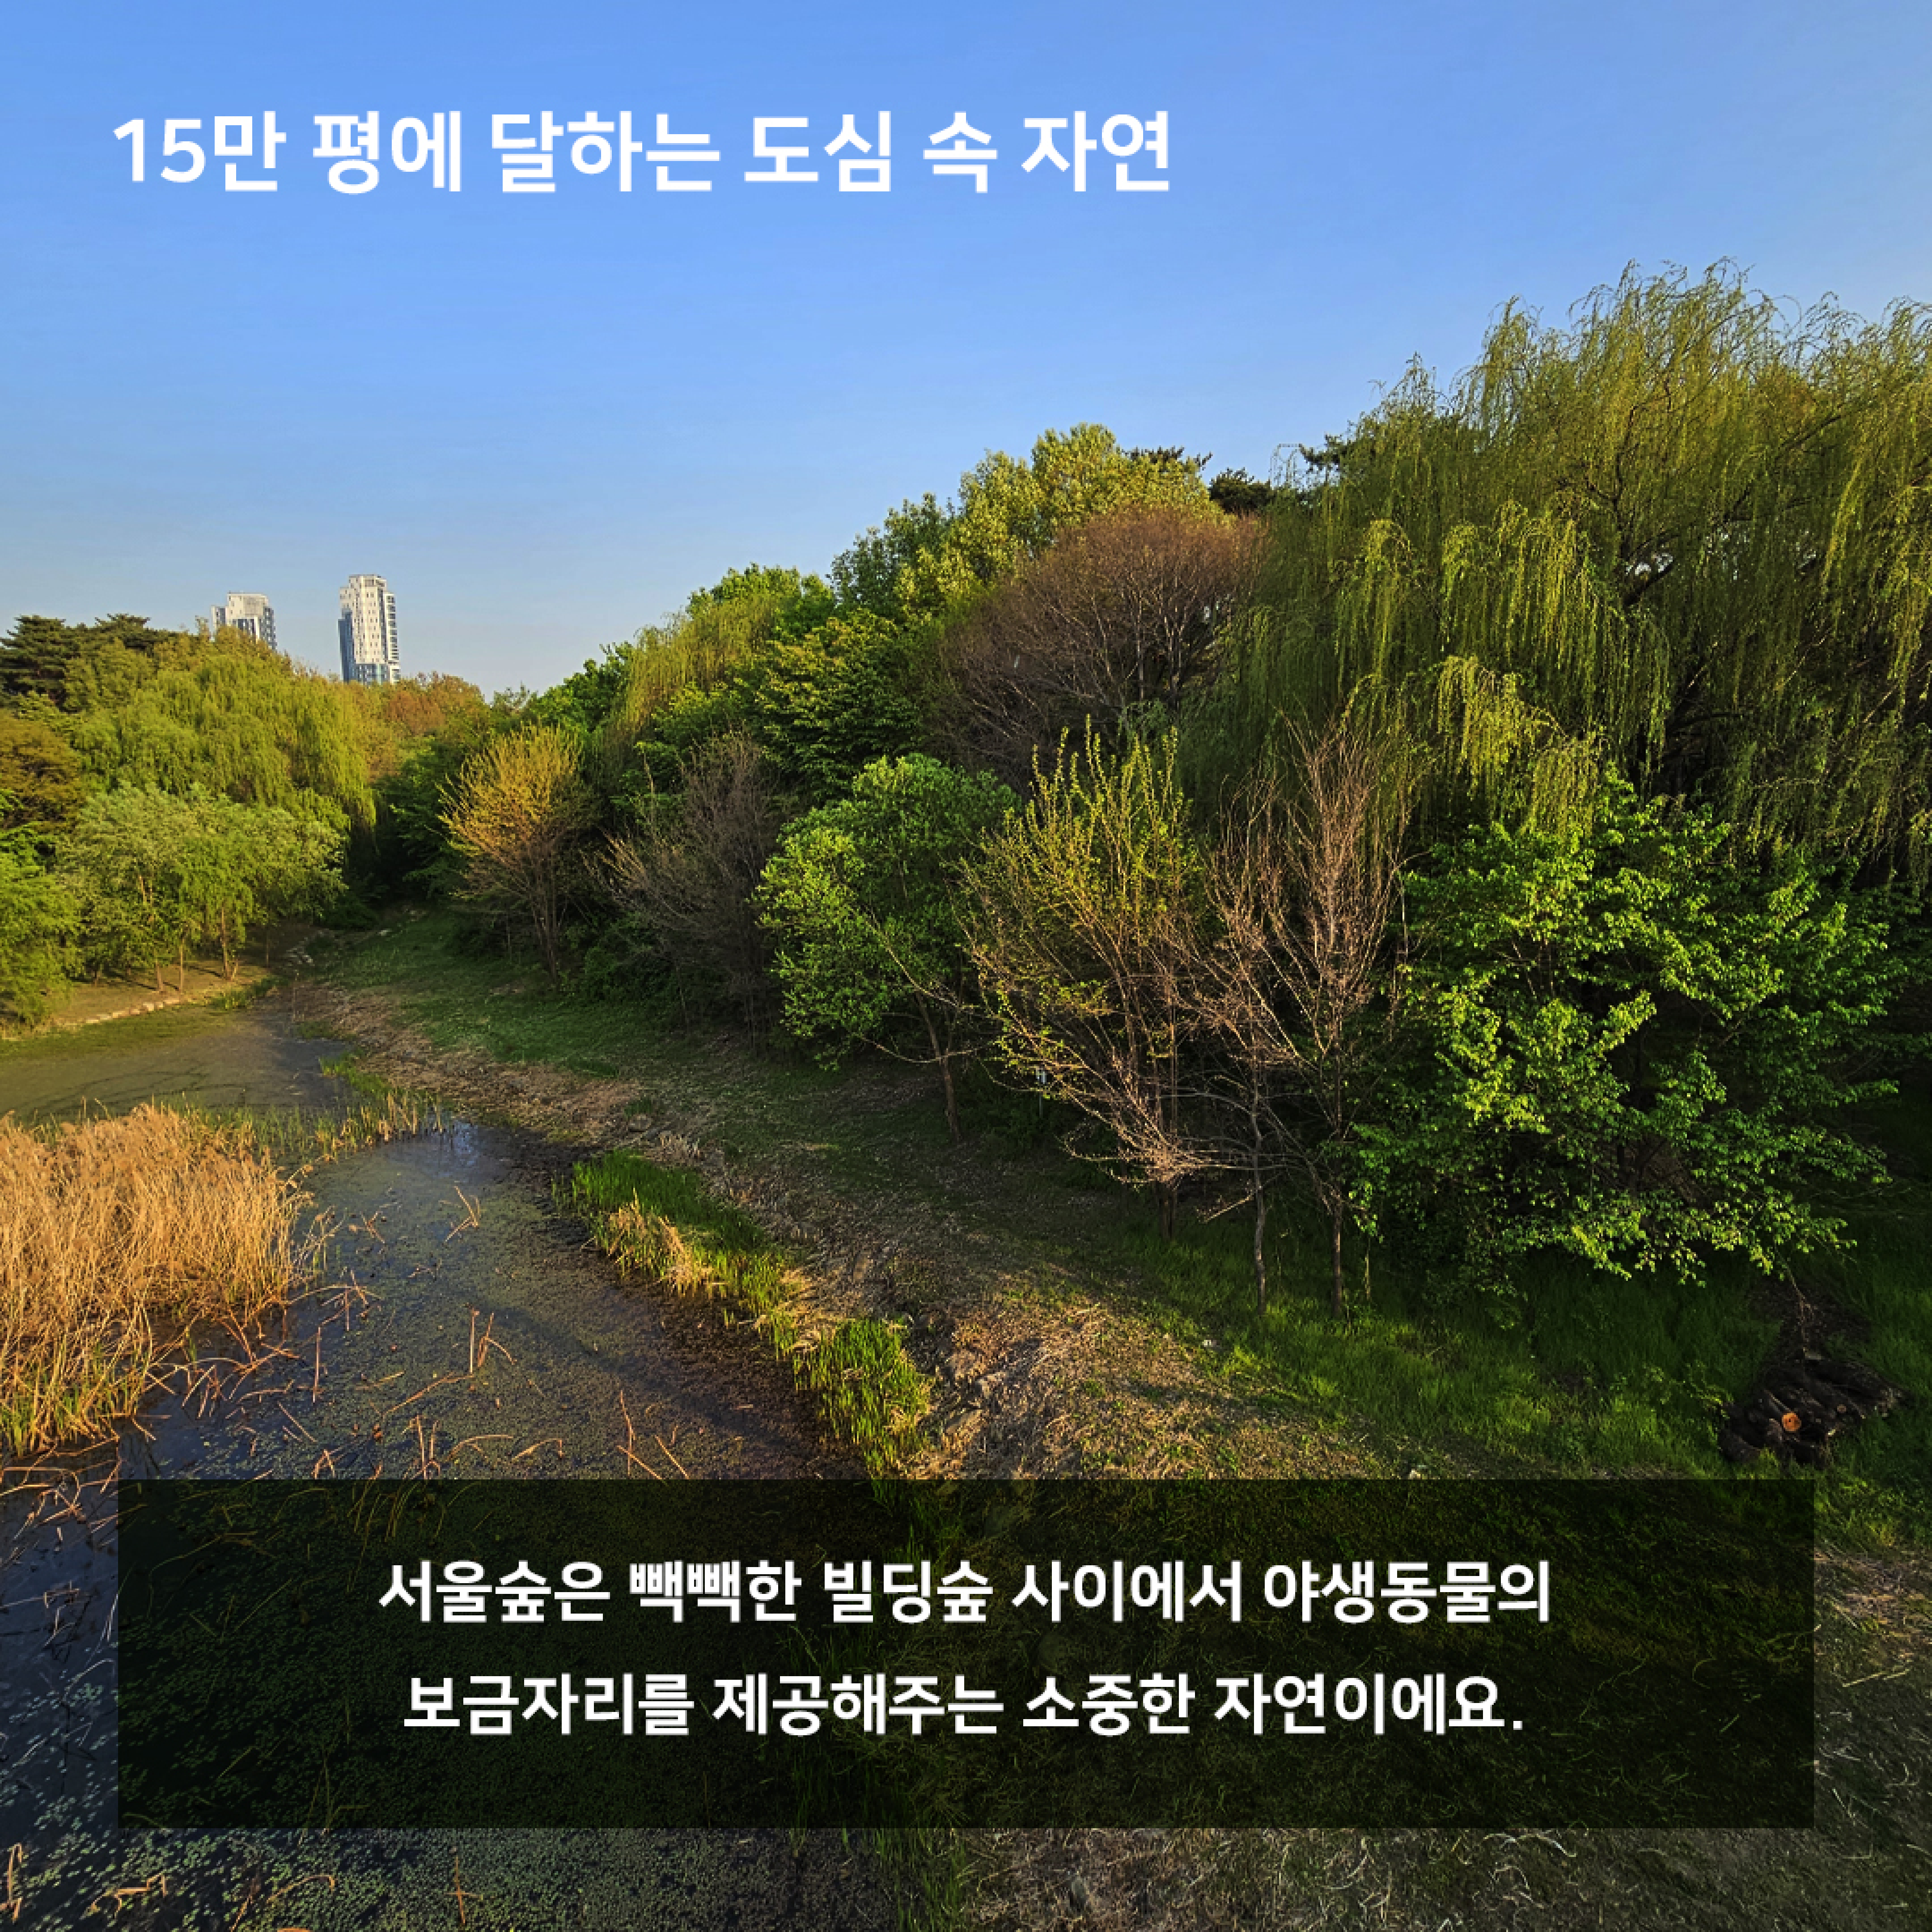 15만 평에 달하는 도심 속 자연
서울숲은 빽빽한 빌딩숲 사이에서 야생동물의
보금자리를 제공해주는 소중한 자연이에요.